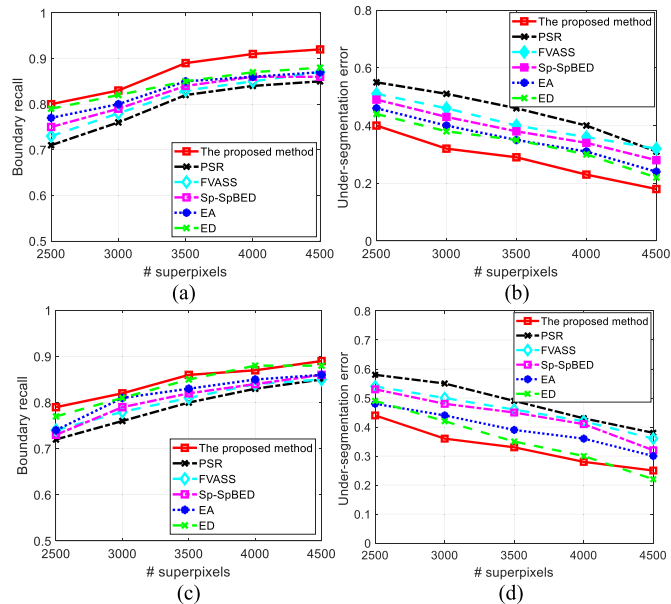 Boundary recall
1
0.9
0.8
0.7
0.6
0.5
2500 3000 3500 4000 4500
# superpixels
The proposed method
PSR
FVASS
Sp-SpBED
EA
ED
(a)
Under-segmentation error
0.8
0.6
0.4
0.2
0
2500 3000 3500 4000 4500
# superpixels
The proposed method
PSR
FVASS
Sp-SpBED
EA
ED
(b)
Boundary recall
1
0.9
0.8
0.7
0.6
0.5
2500 3000 3500 4000 4500
# superpixels
The proposed method
PSR
FVASS
Sp-SpBED
EA
ED
(c)
Under-segmentation error
0.8
0.7
0.6
0.5
0.4
0.3
0.2
0.1
0
2500 3000 3500 4000 4500
# superpixels
The proposed method
PSR
FVASS
Sp-SpBED
EA
ED
(d)